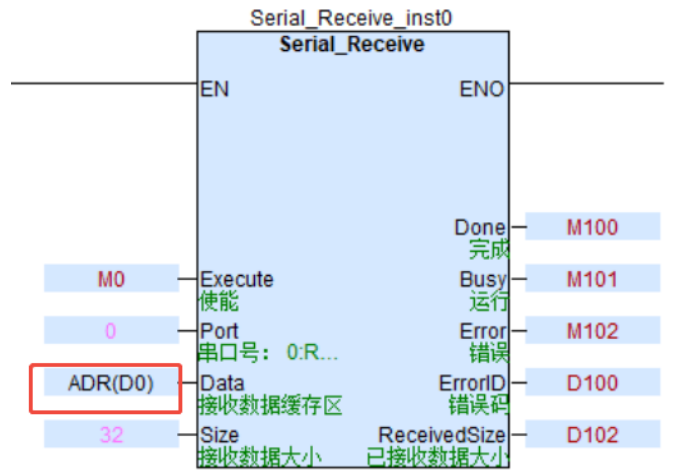 Serial_Receive_inst0
Serial_Receive
EN ENO
Done M100
完成
M0 Execute Busy M101
使能 运行
0 Port Error M102
串口号： 0:R... 错误
ADR(D0) Data ErrorID D100
接收数据缓存区 错误码
32 Size ReceivedSize D102
接收数据大小 已接收数据大小